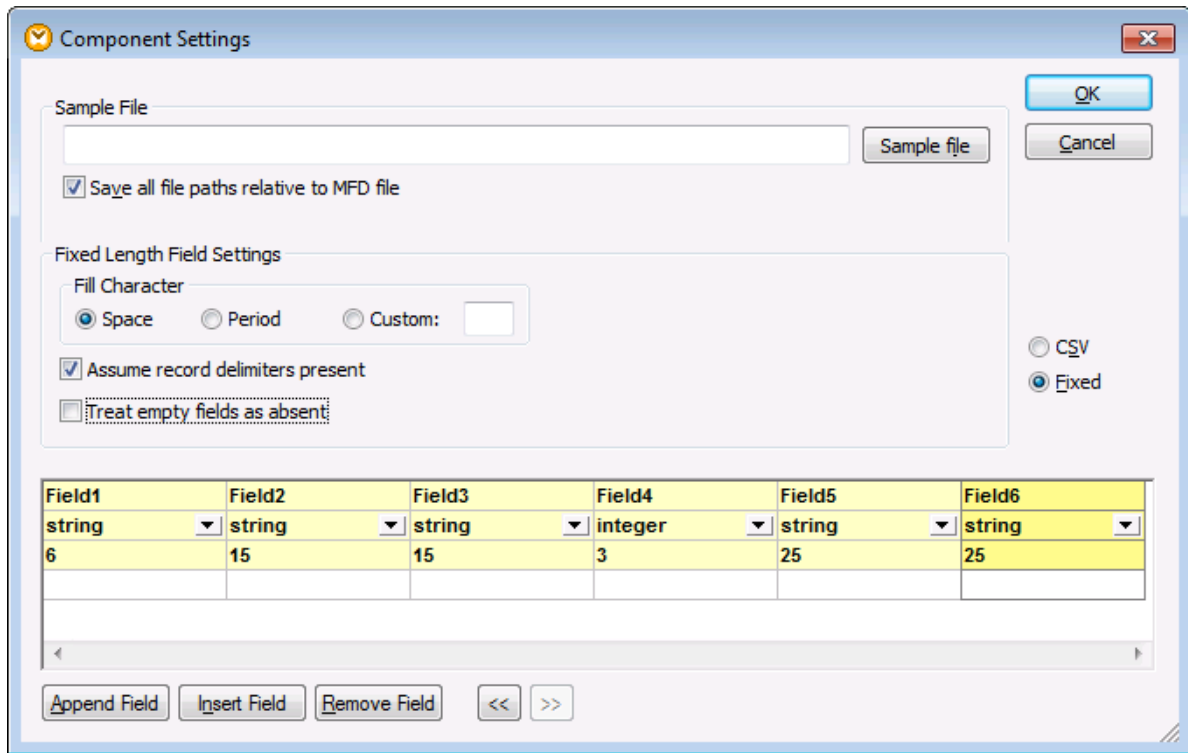 Component Settings
OK
Sample File
Sample file
Cancel
Save all file paths relative to MFD file
Fixed Length Field Settings
Fill Character
Space Period Custom:
CSV
Assume record delimiters present
Fixed
Treat empty fields as absent
Field1 Field2 Field3 Field4 Field5 Field6
string string string integer string string
6 15 15 3 25 25
Append Field Insert Field Remove Field << >>